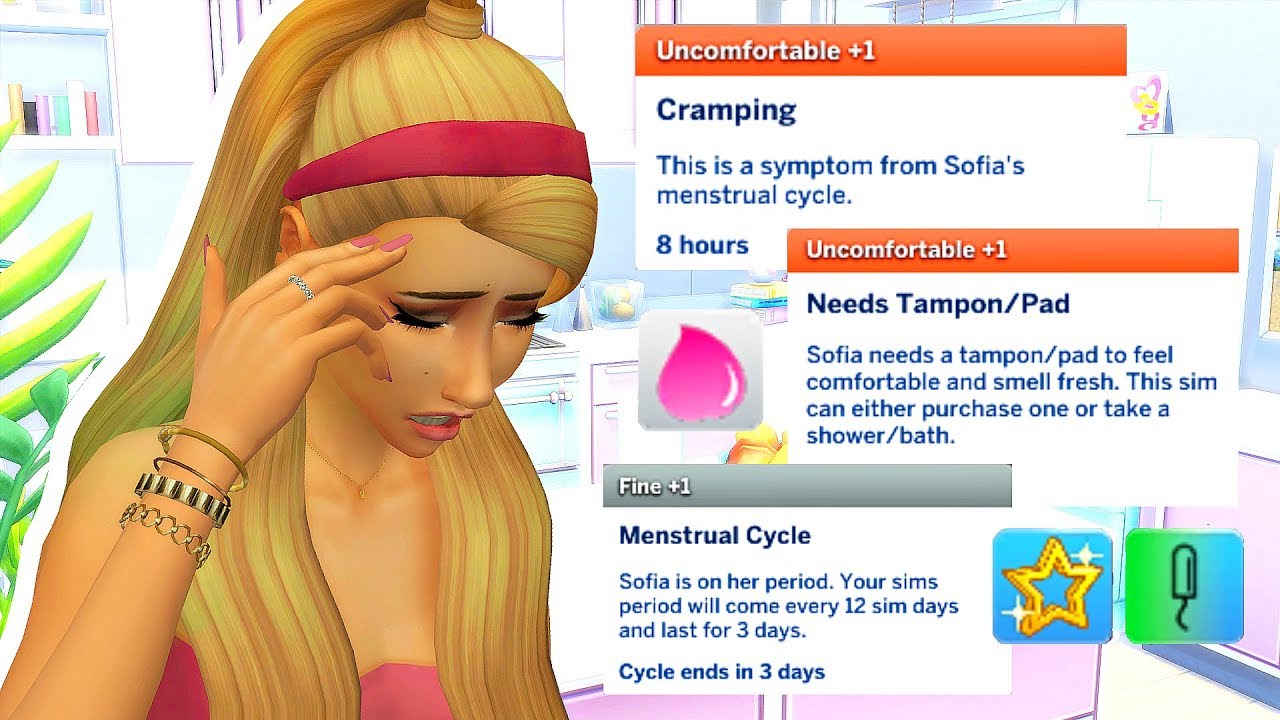 Uncomfortable +1
Cramping
This is a symptom from Sofia's
menstrual cycle.
8 hours
Uncomfortable +1
Needs Tampon/Pad
Sofia needs a tampon/pad to feel
comfortable and smell fresh. This sim
can either purchase one or take a
shower/bath.
Fine +1
Menstrual Cycle
Sofia is on her period. Your sims
period will come every 12 sim days
and last for 3 days.
Cycle ends in 3 days